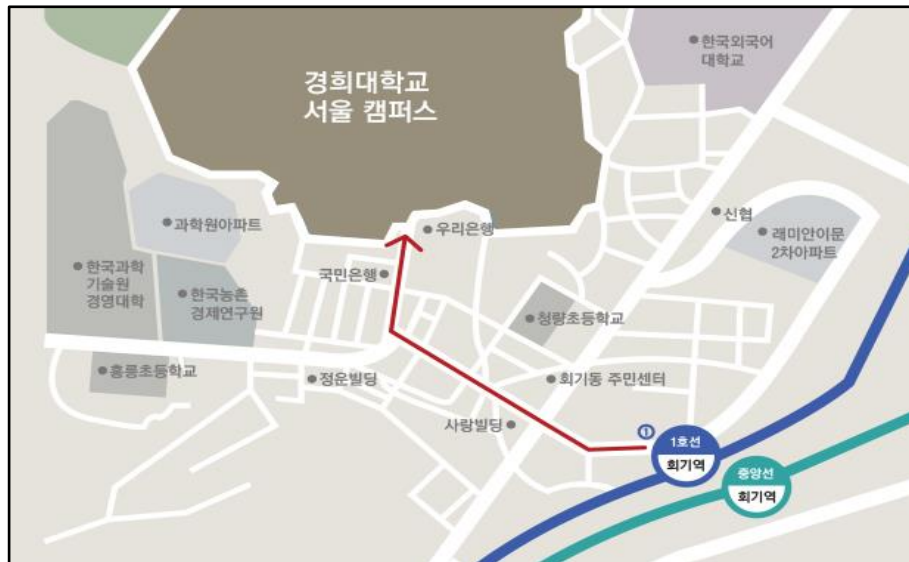 경희대학교
서울 캠퍼스
한국외국어
대학교
과학원아파트
우리은행
신협
래미안이문
2차아파트
한국과학
기술원
경영대학
한국농촌
경제연구원
국민은행
청량초등학교
홍릉초등학교
정운빌딩
회기동 주민센터
사랑빌딩
1
1호선
회기역
중앙선
회기역